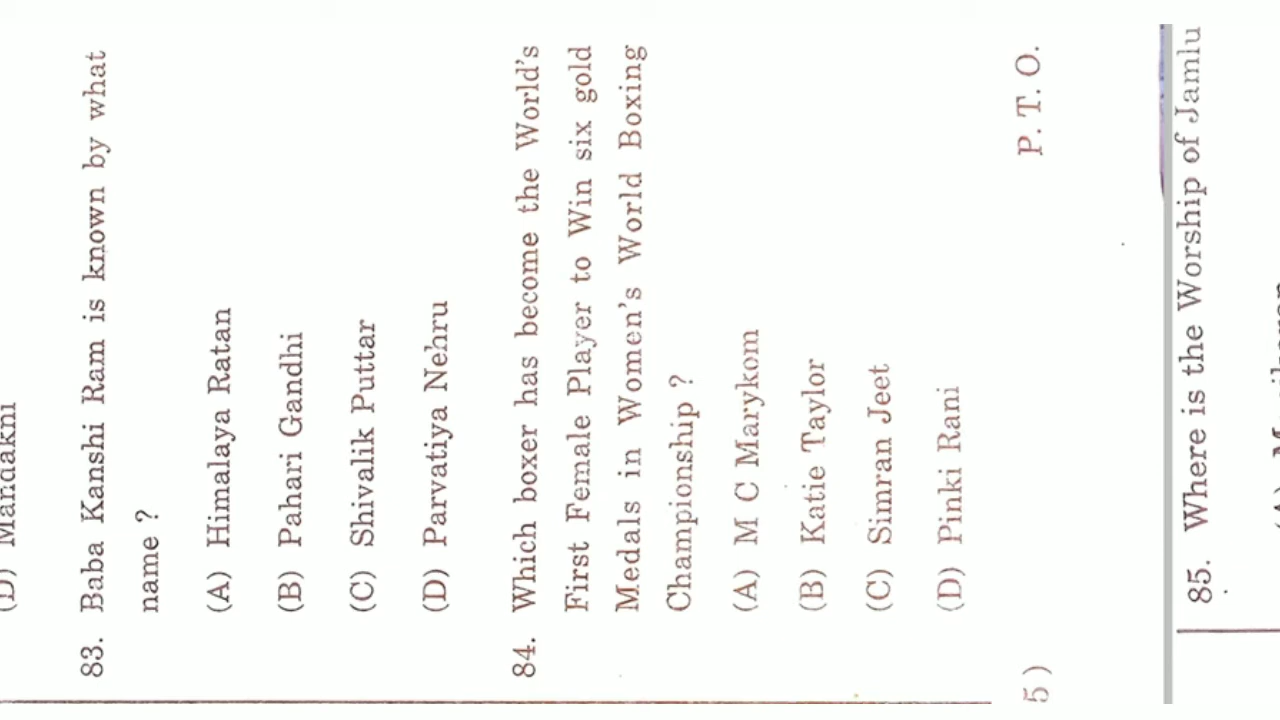 (D) Mandakni
83. Baba Kanshi Ram is known by what
name ?
(A) Himalaya Ratan
(B) Pahari Gandhi
(C) Shivalik Puttar
(D) Parvatiya Nehru
84. Which boxer has become the World's
First Female Player to Win six gold
Medals in Women's World Boxing
Championship ?
(A) M C Marykom
(B) Katie Taylor
(C) Simran Jeet
(D) Pinki Rani
5 )
P. T. O.
85. Where is the Worship of Jamlu